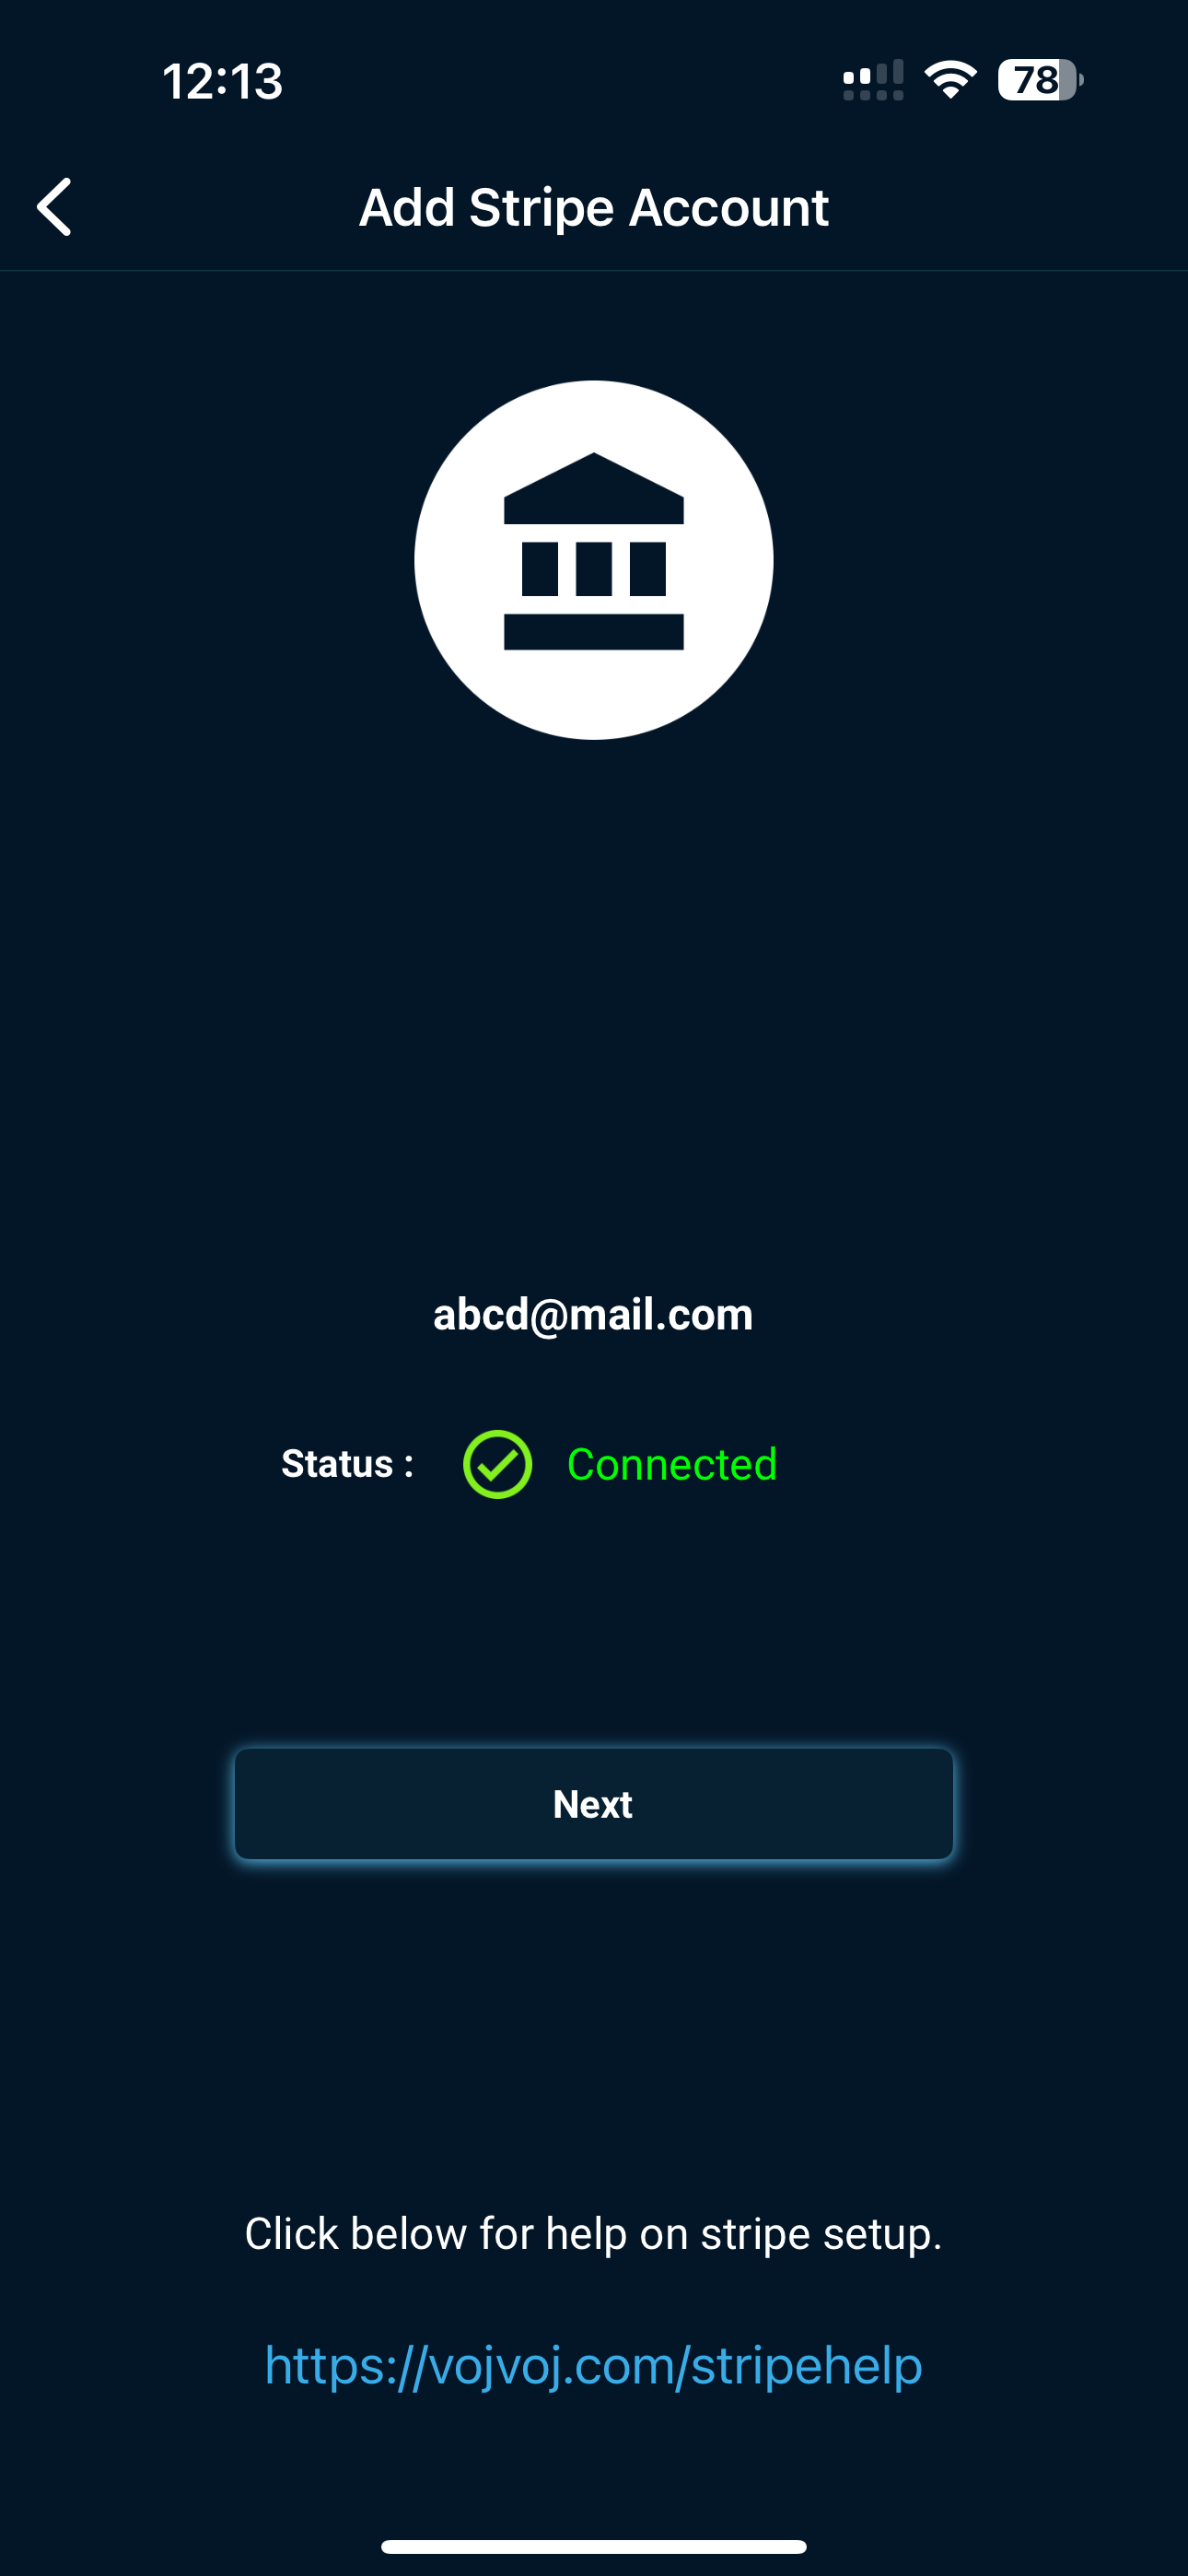 12:13
78
Add Stripe Account
abcd@mail.com
Status :
Connected
Next
Click below for help on stripe setup.
https://vojvoj.com/stripehelp